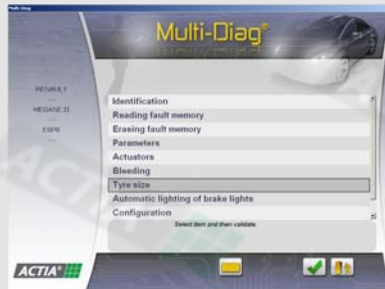 Multi-Diag
Multi-Diag®
RENAULT
---
MEGANE II
---
ESP8
---
Identification
Reading fault memory
Erasing fault memory
Parameters
Actuators
Bleeding
Tyre size
Automatic lighting of brake lights
Configuration
Select item and then validate.
ACTIA®
ACTIA